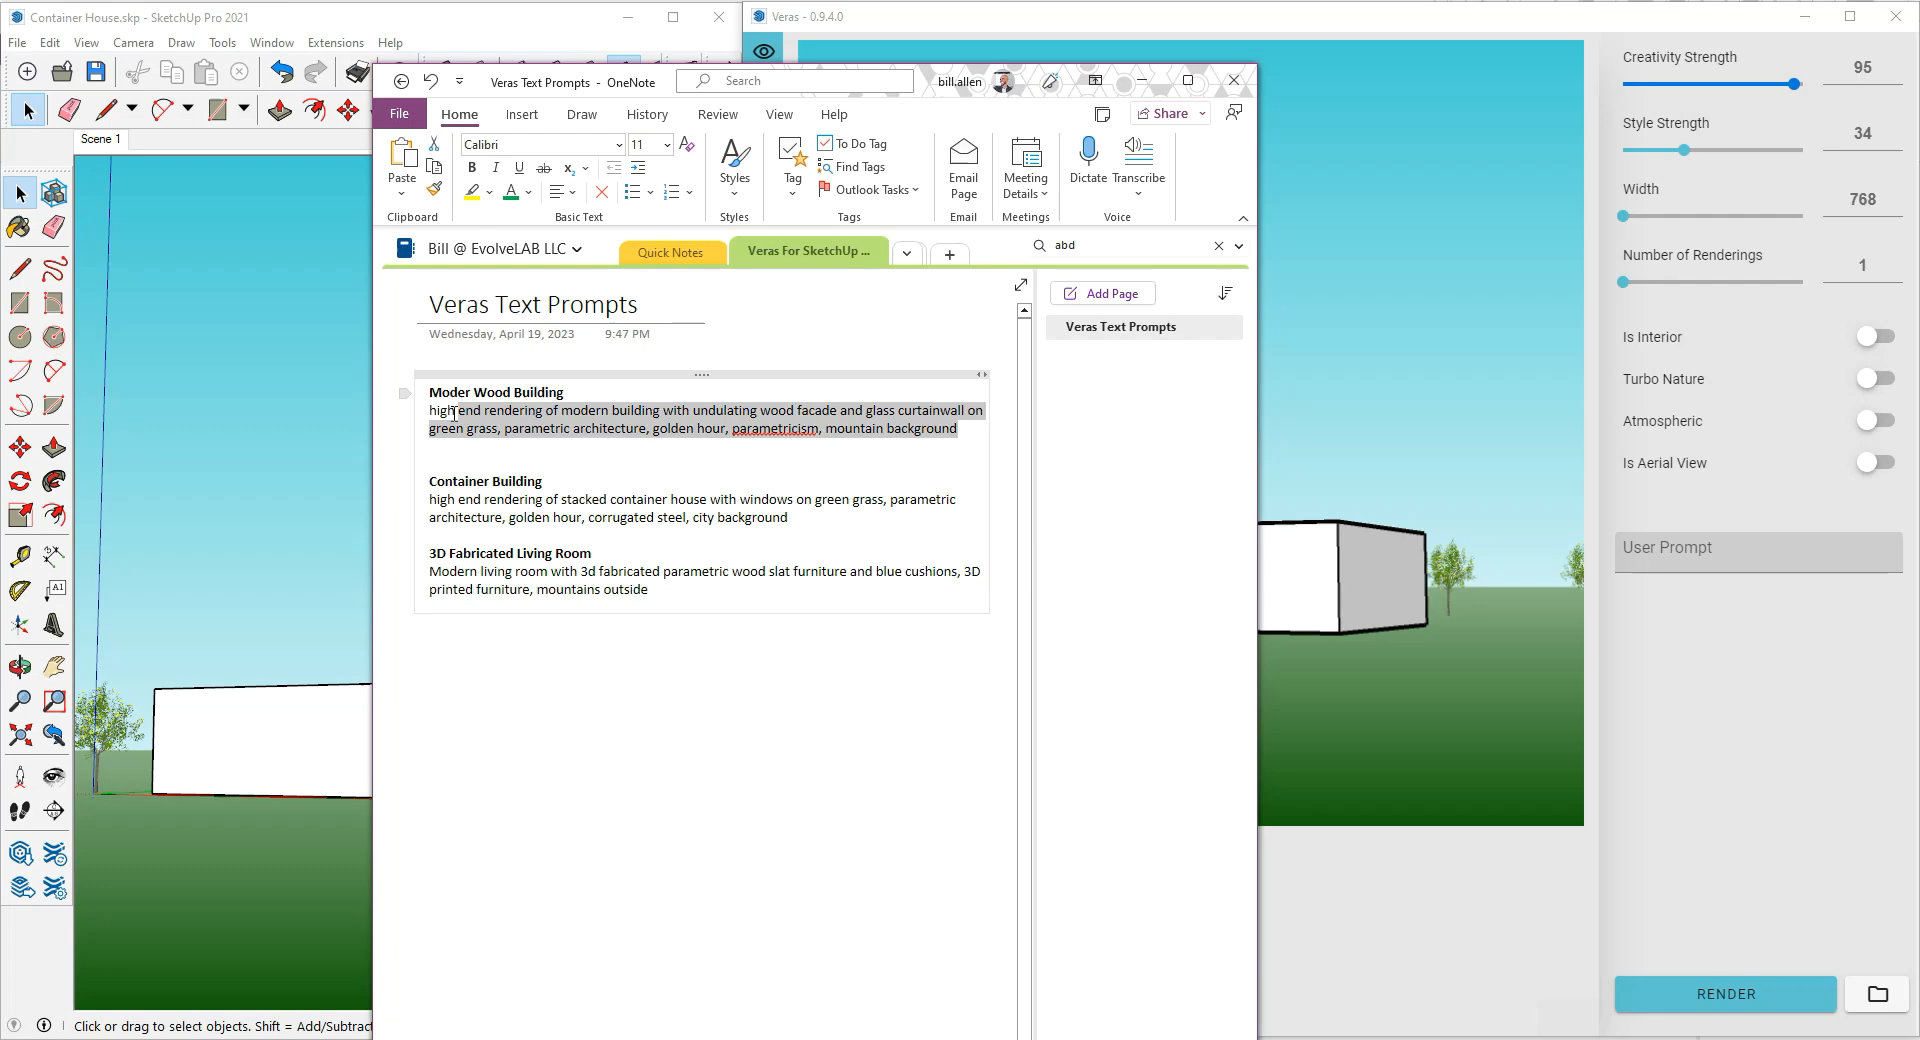 Container House.skp - SketchUp Pro 2021
File Edit View Camera Draw Tools Window Extensions Help
Scene 1
A1
Click or drag to select objects. Shift = Add/Subtract
Veras Text Prompts - OneNote
Search
bill.allen
File Home Insert Draw History Review View Help
Share
Paste
Clipboard
Calibri
11
B I U ab x₂
A
Basic Text
Styles
Styles
Tag
To Do Tag
Find Tags
Outlook Tasks
Tags
Email
Page
Email
Meeting
Details
Meetings
Dictate Transcribe
Voice
Bill @ EvolveLAB LLC
Quick Notes
Veras For SketchUp ...
abd
Veras Text Prompts
Wednesday, April 19, 2023 9:47 PM
Add Page
Veras Text Prompts
Moder Wood Building
high end rendering of modern building with undulating wood facade and glass curtainwall on
green grass, parametric architecture, golden hour, parametricism, mountain background
Container Building
high end rendering of stacked container house with windows on green grass, parametric
architecture, golden hour, corrugated steel, city background
3D Fabricated Living Room
Modern living room with 3d fabricated parametric wood slat furniture and blue cushions, 3D
printed furniture, mountains outside
Veras - 0.9.4.0
Creativity Strength
95
Style Strength
34
Width
768
Number of Renderings
1
Is Interior
Turbo Nature
Atmospheric
Is Aerial View
User Prompt
RENDER